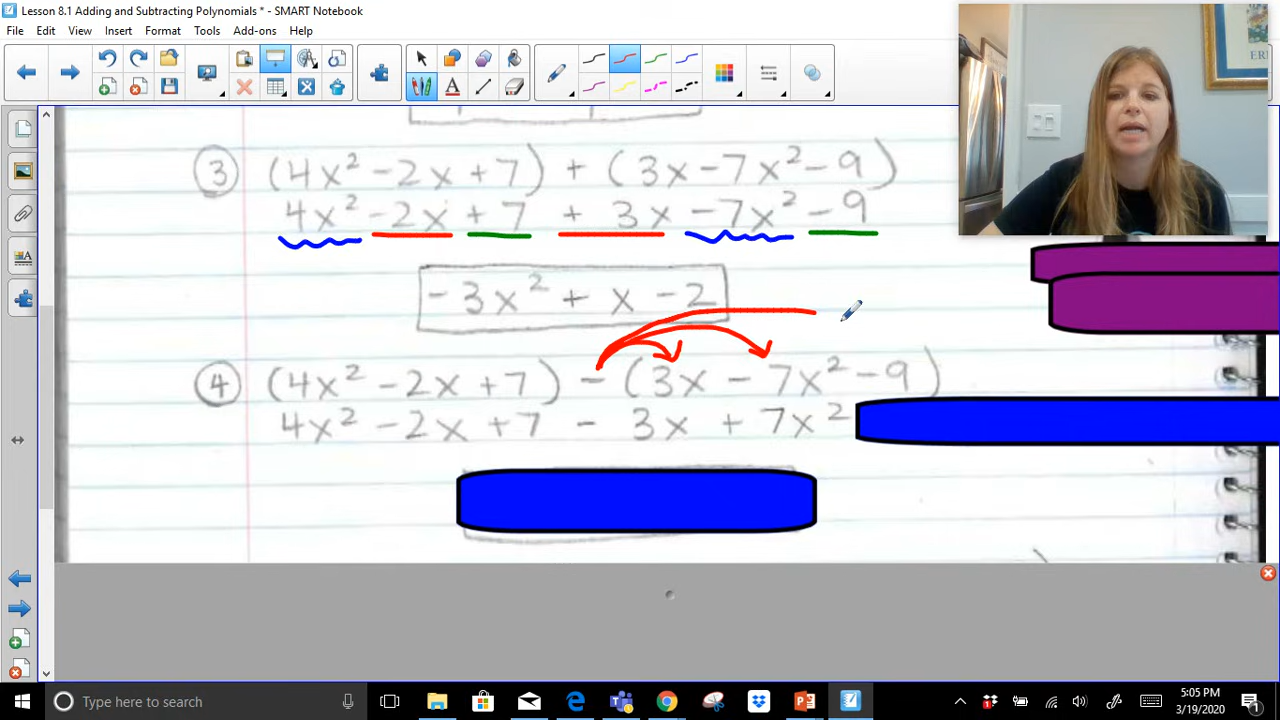 Lesson 8.1 Adding and Subtracting Polynomials * - SMART Notebook
File Edit View Insert Format Tools Add-ons Help
③ (4x² - 2x + 7) + (3x - 7x² - 9)
4x² - 2x + 7 + 3x - 7x² - 9
-3x² + x - 2
④ (4x² - 2x + 7) - (3x - 7x² - 9)
4x² - 2x + 7 - 3x + 7x²
Type here to search
5:05 PM
3/19/2020